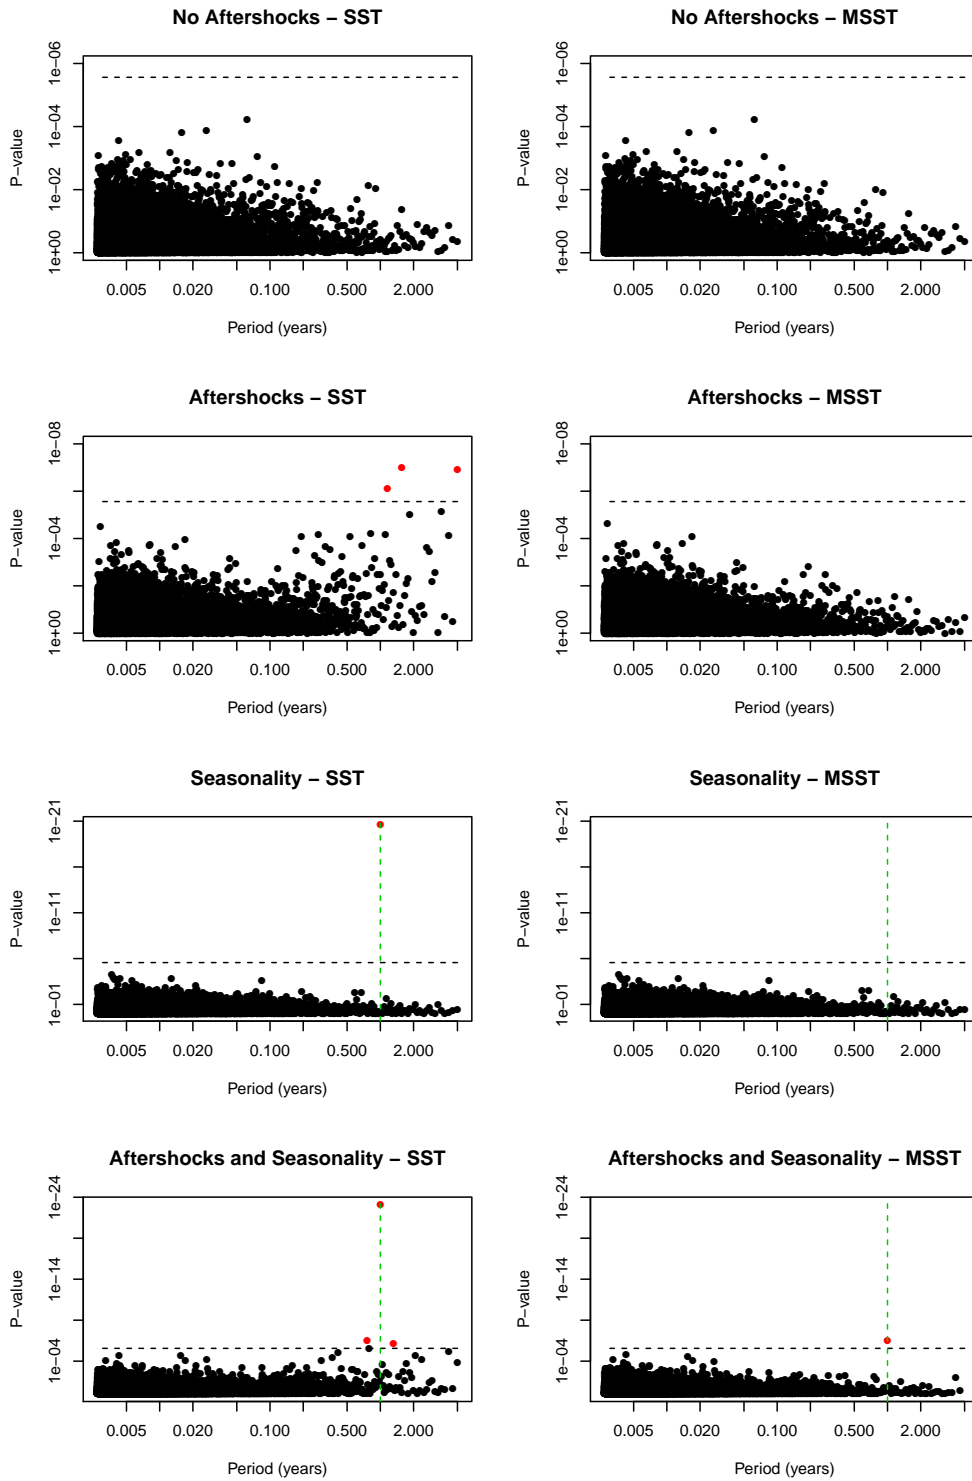 No Aftershocks − SST
No Aftershocks − MSST
P−value
1e+00 1e−02 1e−04 1e−06
0.005 0.020 0.100 0.500 2.000
Period (years)
P−value
1e+00 1e−02 1e−04 1e−06
0.005 0.020 0.100 0.500 2.000
Period (years)
Aftershocks − SST
Aftershocks − MSST
P−value
1e+00 1e−04 1e−08
0.005 0.020 0.100 0.500 2.000
Period (years)
P−value
1e+00 1e−04 1e−08
0.005 0.020 0.100 0.500 2.000
Period (years)
Seasonality − SST
Seasonality − MSST
P−value
1e−01 1e−11 1e−21
0.005 0.020 0.100 0.500 2.000
Period (years)
P−value
1e−01 1e−11 1e−21
0.005 0.020 0.100 0.500 2.000
Period (years)
Aftershocks and Seasonality − SST
Aftershocks and Seasonality − MSST
P−value
1e−04 1e−14 1e−24
0.005 0.020 0.100 0.500 2.000
Period (years)
P−value
1e−04 1e−14 1e−24
0.005 0.020 0.100 0.500 2.000
Period (years)